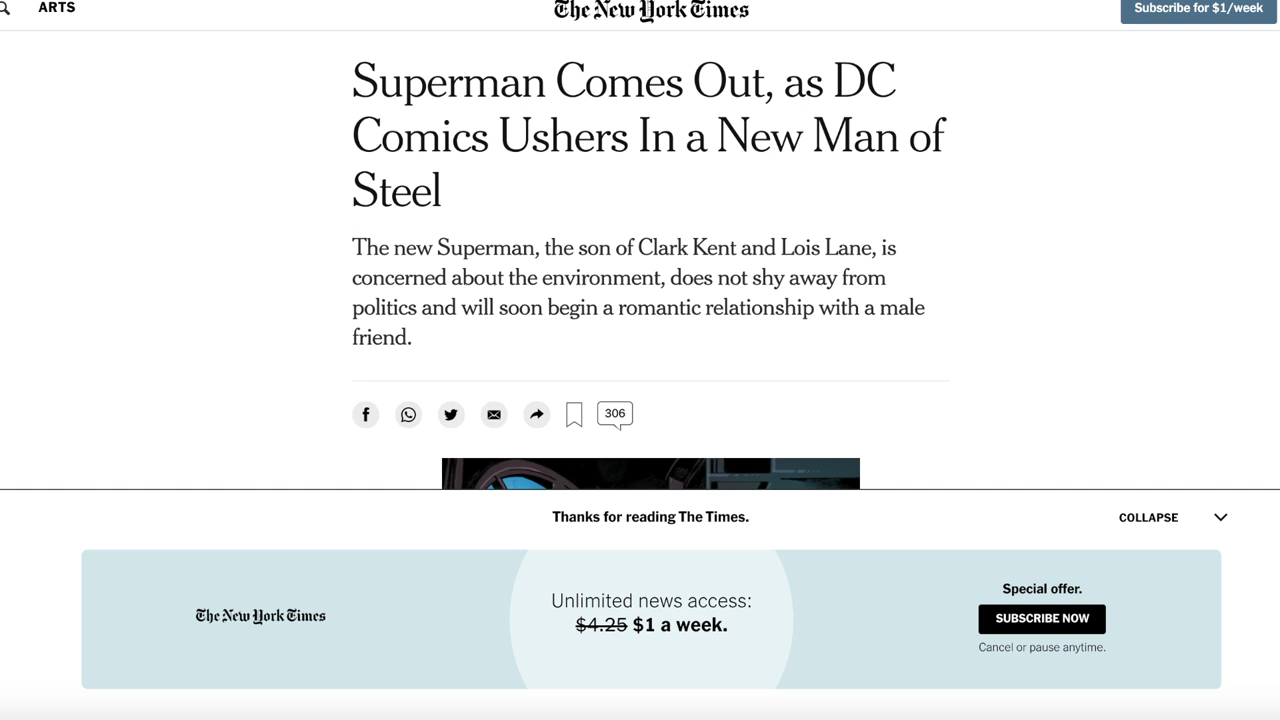 ARTS
The New York Times
Subscribe for $1/week
Superman Comes Out, as DC
Comics Ushers In a New Man of
Steel
The new Superman, the son of Clark Kent and Lois Lane, is
concerned about the environment, does not shy away from
politics and will soon begin a romantic relationship with a male
friend.
306
Thanks for reading The Times.
COLLAPSE
The New York Times
Unlimited news access:
$4.25 $1 a week.
Special offer.
SUBSCRIBE NOW
Cancel or pause anytime.